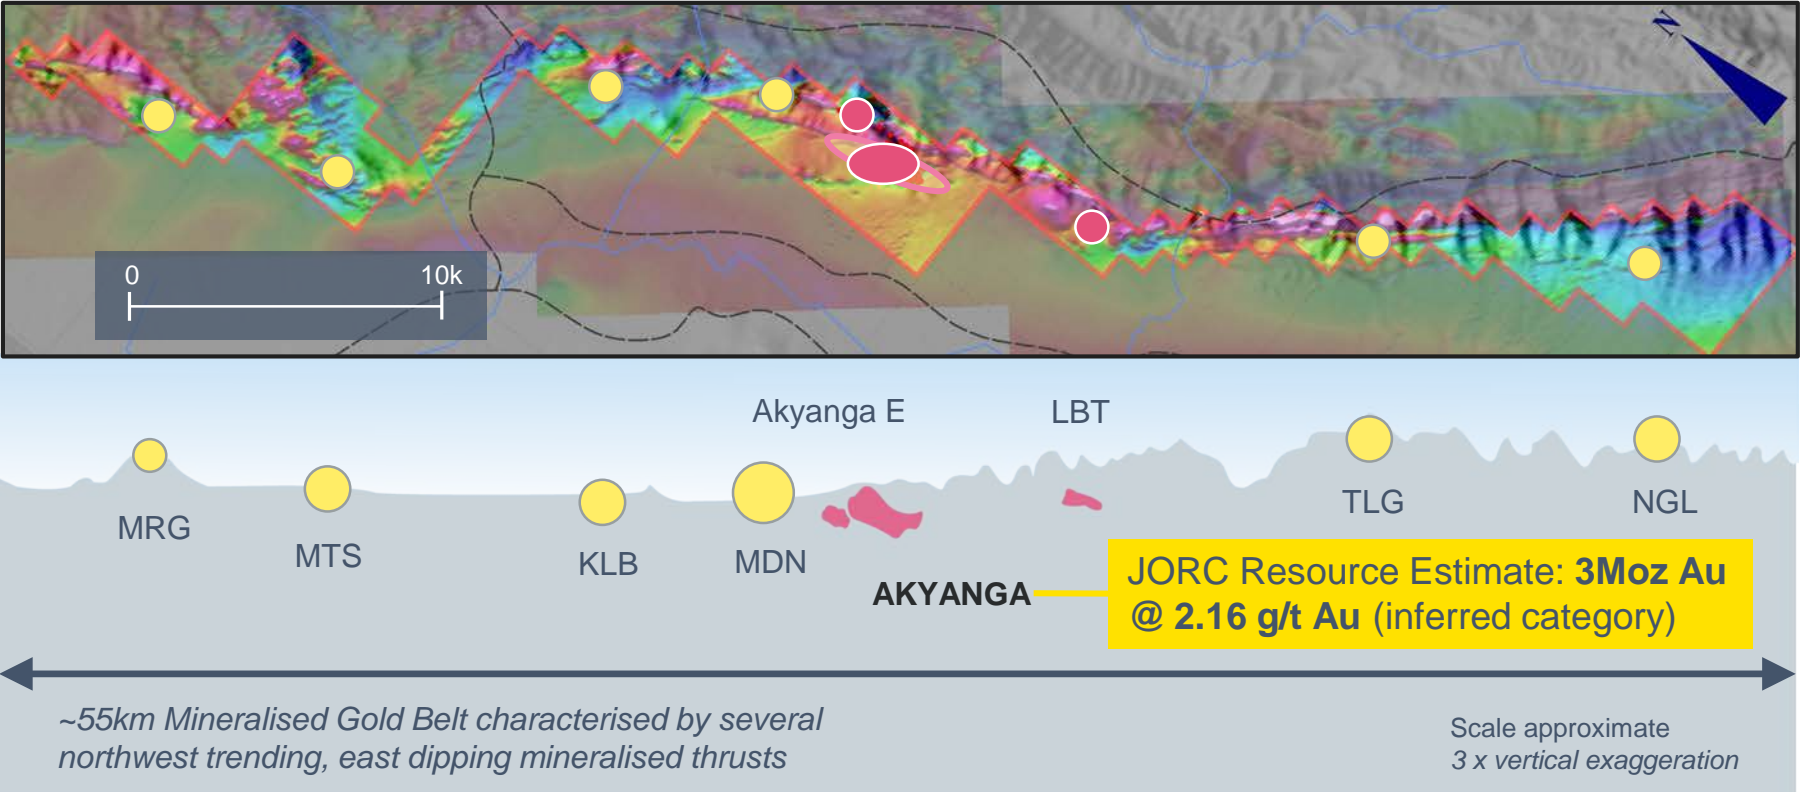 N
0 10k
Akyanga E
LBT
MRG
MTS
KLB
MDN
TLG
NGL
AKYANGA
JORC Resource Estimate: 3Moz Au
@ 2.16 g/t Au (inferred category)
~55km Mineralised Gold Belt characterised by several
northwest trending, east dipping mineralised thrusts
Scale approximate
3 x vertical exaggeration